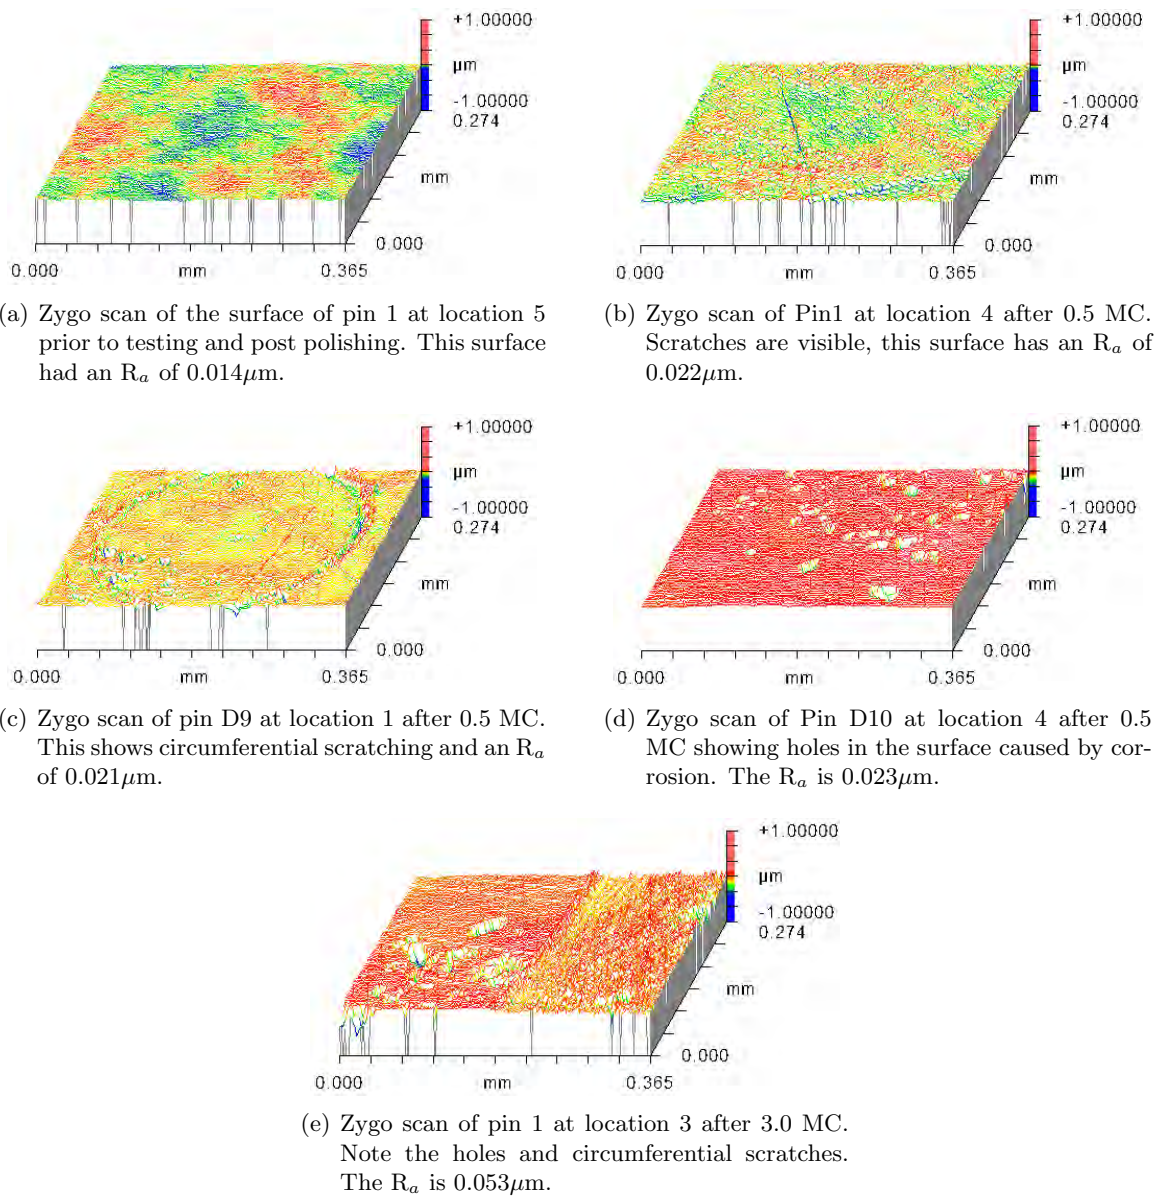 +1.00000
µm
-1.00000
0.274
mm
0.000
0.000 mm 0.365
(a) Zygo scan of the surface of pin 1 at location 5
prior to testing and post polishing. This surface
had an Rₐ of 0.014µm.
+1.00000
µm
-1.00000
0.274
mm
0.000
0.000 mm 0.365
(b) Zygo scan of Pin1 at location 4 after 0.5 MC.
Scratches are visible, this surface has an Rₐ of
0.022µm.
+1.00000
µm
-1.00000
0.274
mm
0.000
0.000 mm 0.365
(c) Zygo scan of pin D9 at location 1 after 0.5 MC.
This shows circumferential scratching and an Rₐ
of 0.021µm.
+1.00000
µm
-1.00000
0.274
mm
0.000
0.000 mm 0.365
(d) Zygo scan of Pin D10 at location 4 after 0.5
MC showing holes in the surface caused by cor-
rosion. The Rₐ is 0.023µm.
+1.00000
µm
-1.00000
0.274
mm
0.000
0.000 mm 0.365
(e) Zygo scan of pin 1 at location 3 after 3.0 MC.
Note the holes and circumferential scratches.
The Rₐ is 0.053µm.